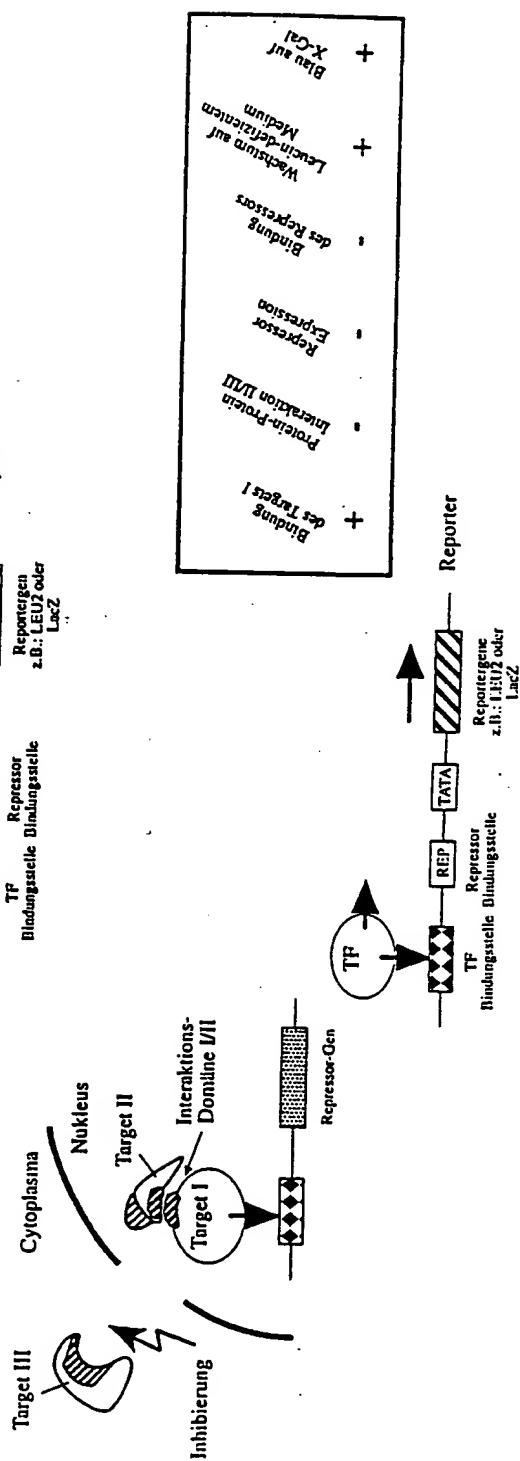 TF
Bindungsstelle
Repressor
Bindungsstelle
Reportergen
z.B.: LEU2 oder
LacZ
Cytoplasma
Nukleus
Target III
Target II
Interaktions-
Domäne I/II
Target I
Inhibierung
Repressor-Gen
TF
REP
TATA
Reporter
TF
Bindungsstelle
Repressor
Bindungsstelle
Reportergene
z.B.: LEU2 oder
LacZ
Bindung
des Targets I
Protein-Protein
Interaktion II/III
Repressor
Expression
Bindung
des Repressors
Wachstum auf
Leucin-defizientem
Medium
Blau auf
X-Gal
+ - - - + +